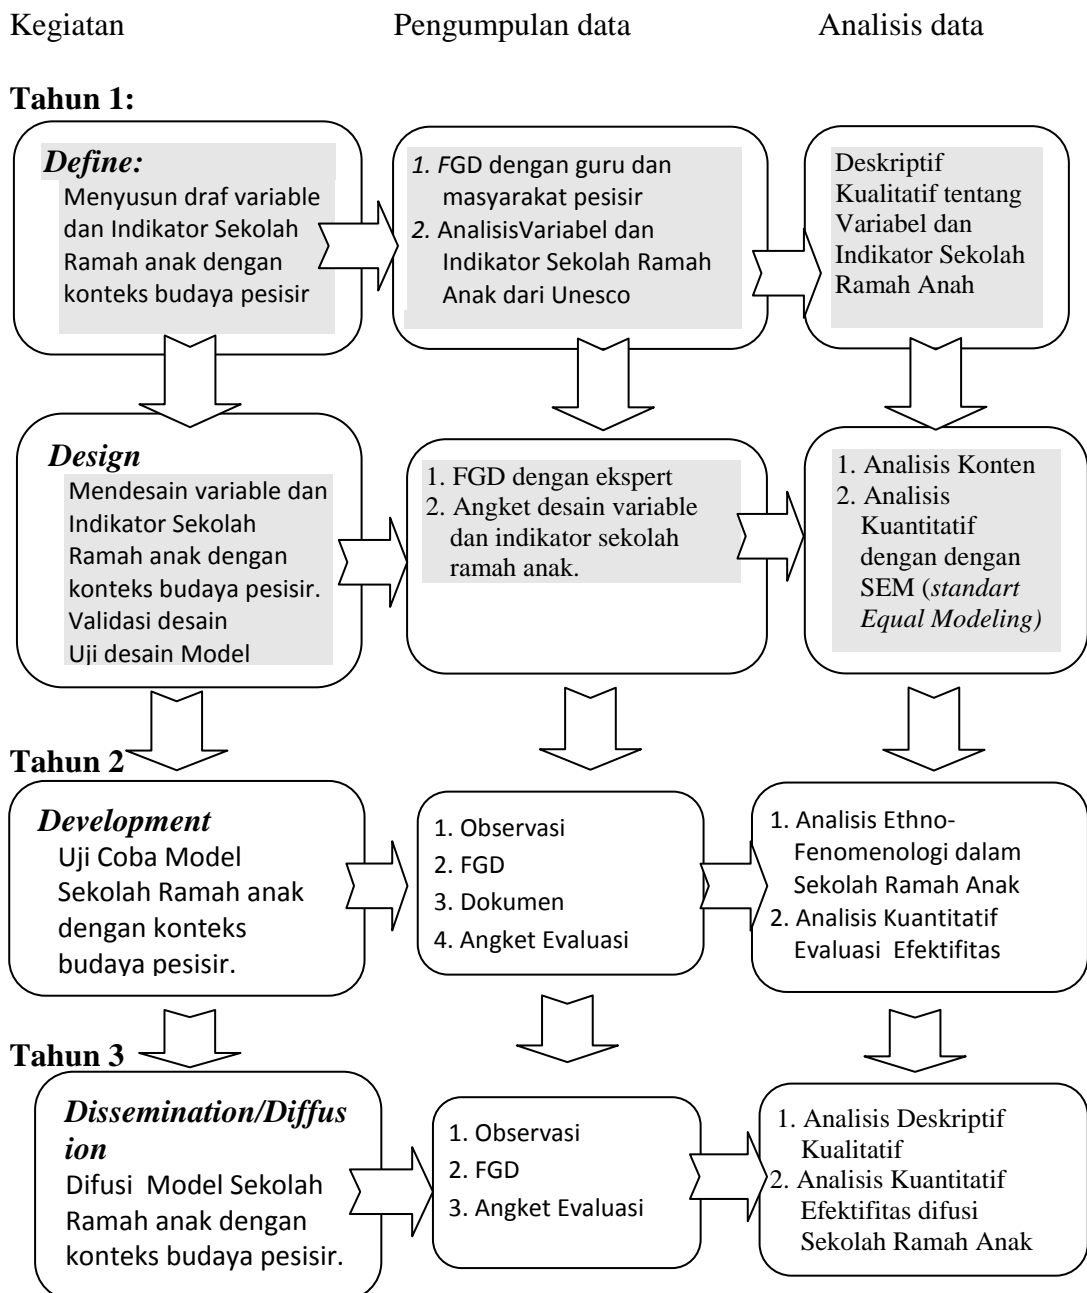 Kegiatan Pengumpulan data Analisis data
Tahun 1:
Define:
Menyusun draf variable
dan Indikator Sekolah
Ramah anak dengan
konteks budaya pesisir
1. FGD dengan guru dan
masyarakat pesisir
2. AnalisisVariabel dan
Indikator Sekolah Ramah
Anak dari Unesco
Deskriptif
Kualitatif tentang
Variabel dan
Indikator Sekolah
Ramah Anah
Design
Mendesain variable dan
Indikator Sekolah
Ramah anak dengan
konteks budaya pesisir.
Validasi desain
Uji desain Model
1. FGD dengan ekspert
2. Angket desain variable
dan indikator sekolah
ramah anak.
1. Analisis Konten
2. Analisis
Kuantitatif
dengan dengan
SEM (standart
Equal Modeling)
Tahun 2
Development
Uji Coba Model
Sekolah Ramah anak
dengan konteks
budaya pesisir.
1. Observasi
2. FGD
3. Dokumen
4. Angket Evaluasi
1. Analisis Ethno-
Fenomenologi dalam
Sekolah Ramah Anak
2. Analisis Kuantitatif
Evaluasi Efektifitas
Tahun 3
Dissemination/Diffus
ion
Difusi Model Sekolah
Ramah anak dengan
konteks budaya pesisir.
1. Observasi
2. FGD
3. Angket Evaluasi
1. Analisis Deskriptif
Kualitatif
2. Analisis Kuantitatif
Efektifitas difusi
Sekolah Ramah Anak